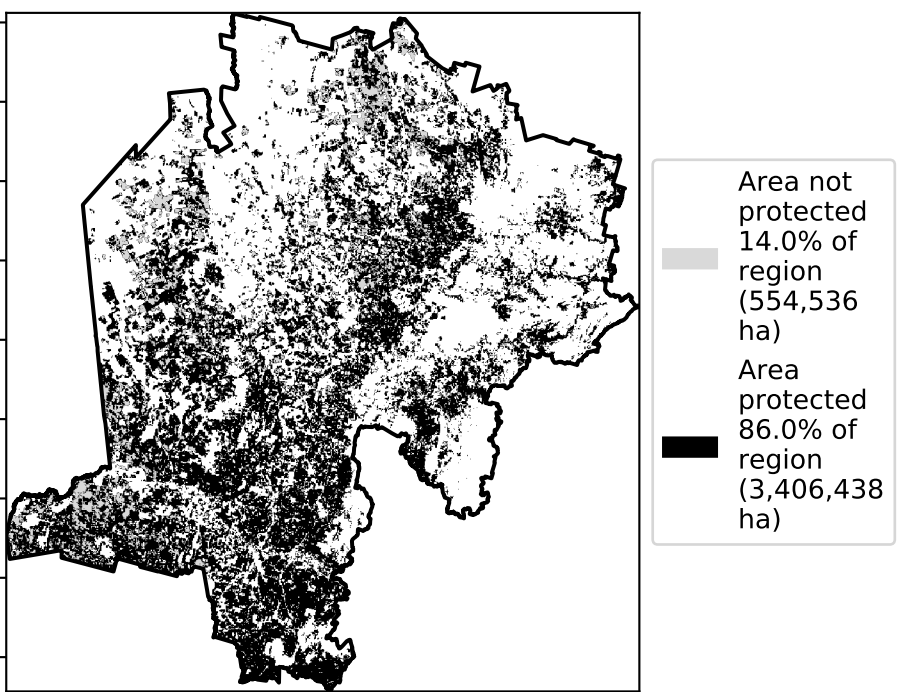 Area not
protected
14.0% of
region
(554,536
ha)
Area
protected
86.0% of
region
(3,406,438
ha)